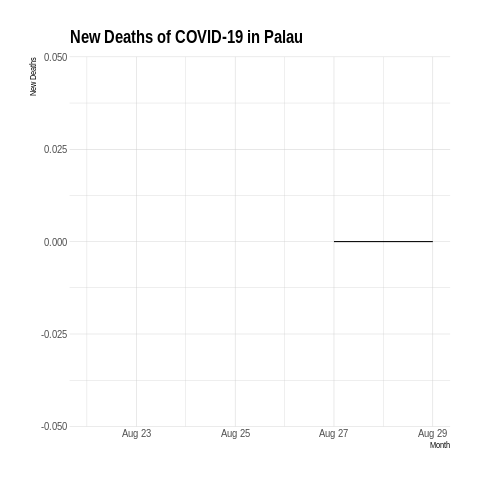 New Deaths of COVID-19 in Palau
New Deaths
0.050
0.025
0.000
-0.025
-0.050
Aug 23
Aug 25
Aug 27
Aug 29
Month